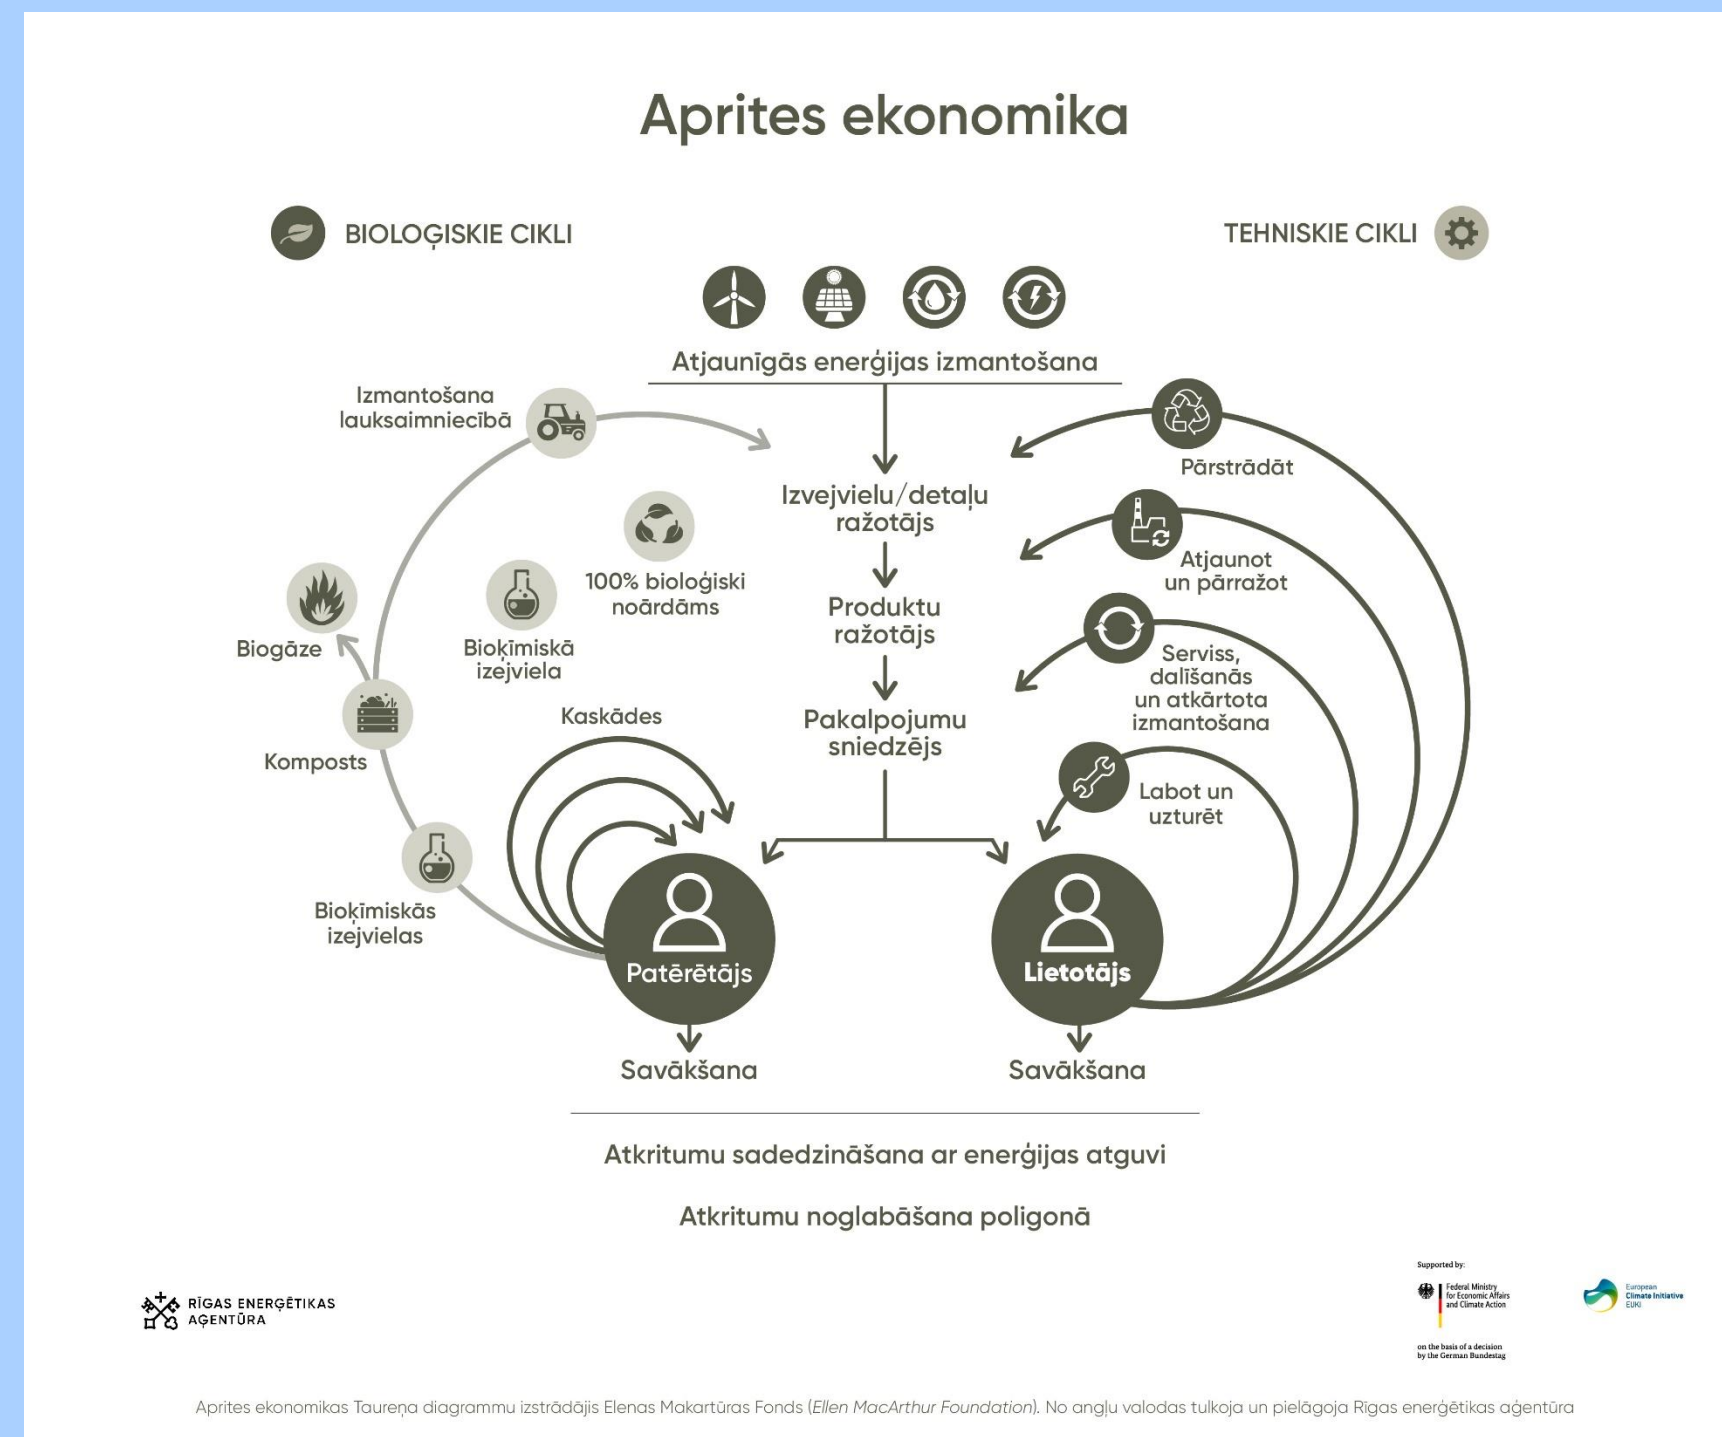 Aprites ekonomika
BIOLOĢISKIE CIKLI
TEHNISKIE CIKLI
Atjaunīgās enerģijas izmantošana
Izmantošana
lauksaimniecībā
Pārstrādāt
Izvejvielu/detaļu
ražotājs
100% bioloģiski
noārdāms
Atjaunot
un pārražot
Biogāze
Bioķīmiskā
izejviela
Produktu
ražotājs
Serviss,
dalīšanās
un atkārtota
izmantošana
Kaskādes
Pakalpojumu
sniedzējs
Komposts
Labot un
uzturēt
Bioķīmiskās
izejvielas
Patērētājs
Lietotājs
Savākšana
Savākšana
Atkritumu sadedzināšana ar enerģijas atguvi
Atkritumu noglabāšana poligonā
RĪGAS ENERĢĒTIKAS
AĢENTŪRA
Supported by:
Federal Ministry
for Economic Affairs
and Climate Action
on the basis of a decision
by the German Bundestag
European
Climate Initiative
EUKI
Aprites ekonomikas Taureņa diagrammu izstrādājis Elenas Makartūras Fonds (Ellen MacArthur Foundation). No angļu valodas tulkoja un pielāgoja Rīgas enerģētikas aģentūra